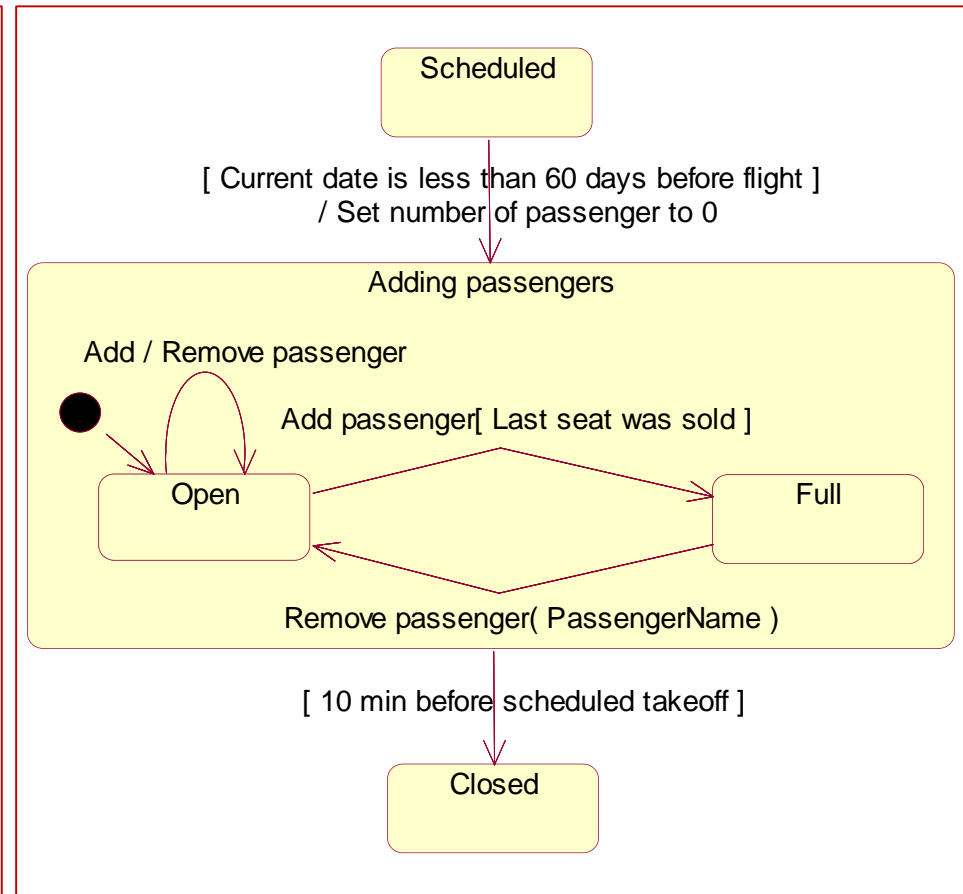 Scheduled
[ Current date is less than 60 days before flight ]
/ Set number of passenger to 0
Adding passengers
Add / Remove passenger
Add passenger[ Last seat was sold ]
Open
Full
Remove passenger( PassengerName )
[ 10 min before scheduled takeoff ]
Closed